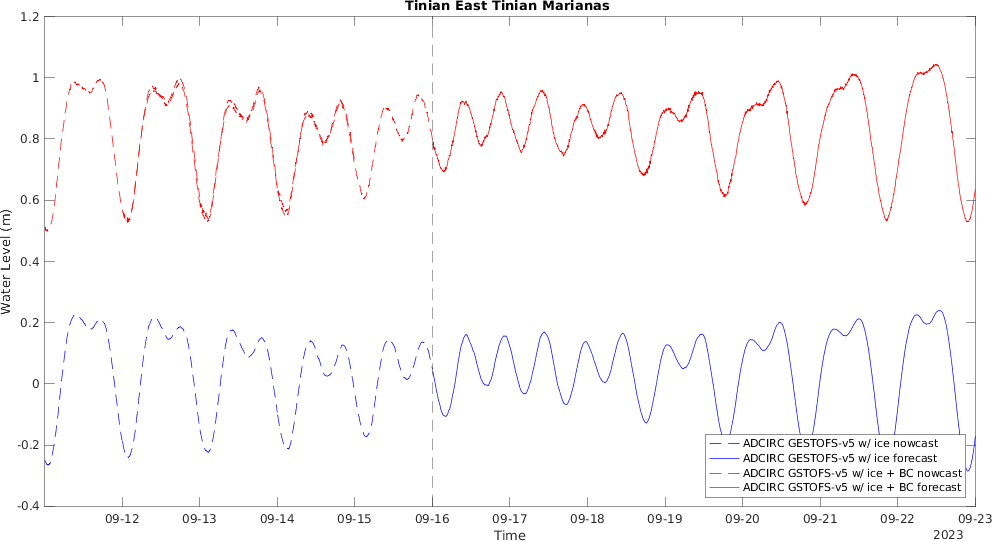 Tinian East Tinian Marianas
1.2
1
0.8
0.6
0.4
0.2
0
-0.2
-0.4
Water Level (m)
ADCIRC GESTOFS-v5 w/ ice nowcast
ADCIRC GESTOFS-v5 w/ ice forecast
ADCIRC GSTOFS-v5 w/ ice + BC nowcast
ADCIRC GSTOFS-v5 w/ ice + BC forecast
09-12 09-13 09-14 09-15 09-16 09-17 09-18 09-19 09-20 09-21 09-22 09-23
Time
2023